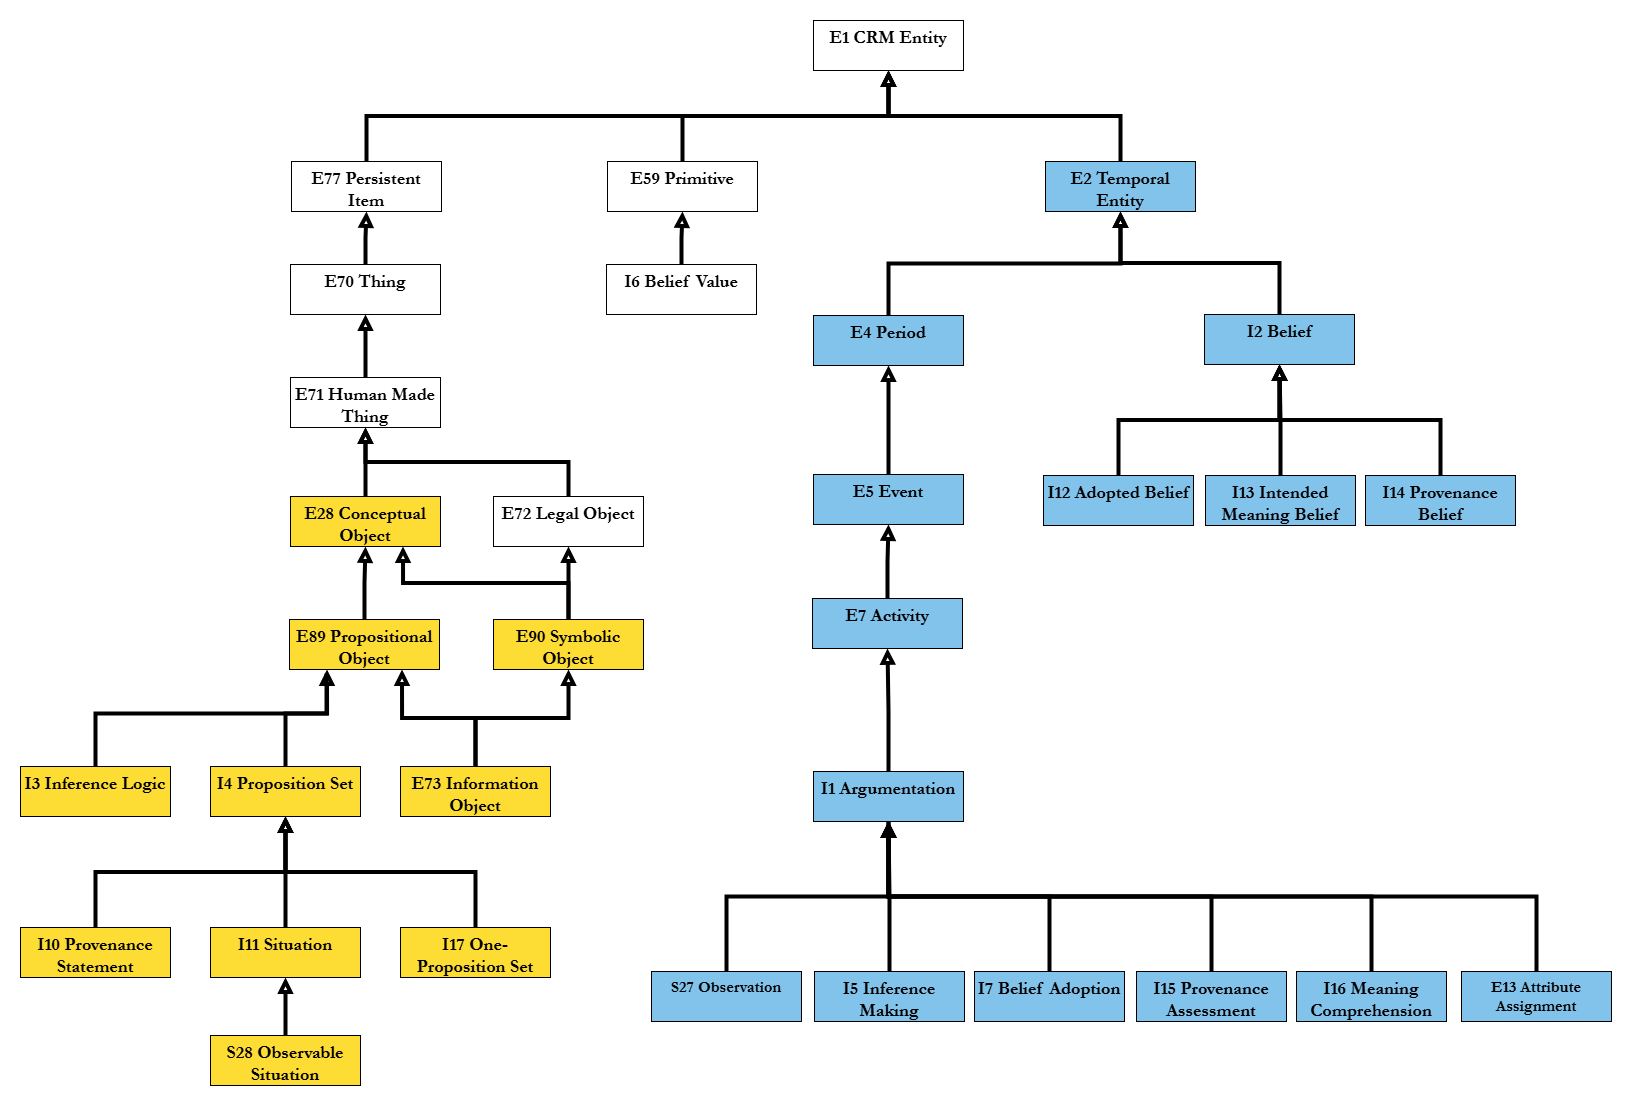 E1 CRM Entity
E77 Persistent
Item
E59 Primitive
E2 Temporal
Entity
E70 Thing
I6 Belief Value
E4 Period
I2 Belief
E71 Human Made
Thing
E28 Conceptual
Object
E72 Legal Object
E5 Event
I12 Adopted Belief
I13 Intended
Meaning Belief
I14 Provenance
Belief
E89 Propositional
Object
E90 Symbolic
Object
E7 Activity
I3 Inference Logic
I4 Proposition Set
E73 Information
Object
I1 Argumentation
I10 Provenance
Statement
I11 Situation
I17 One-
Proposition Set
S27 Observation
I5 Inference
Making
I7 Belief Adoption
I15 Provenance
Assessment
I16 Meaning
Comprehension
E13 Attribute
Assignment
S28 Observable
Situation